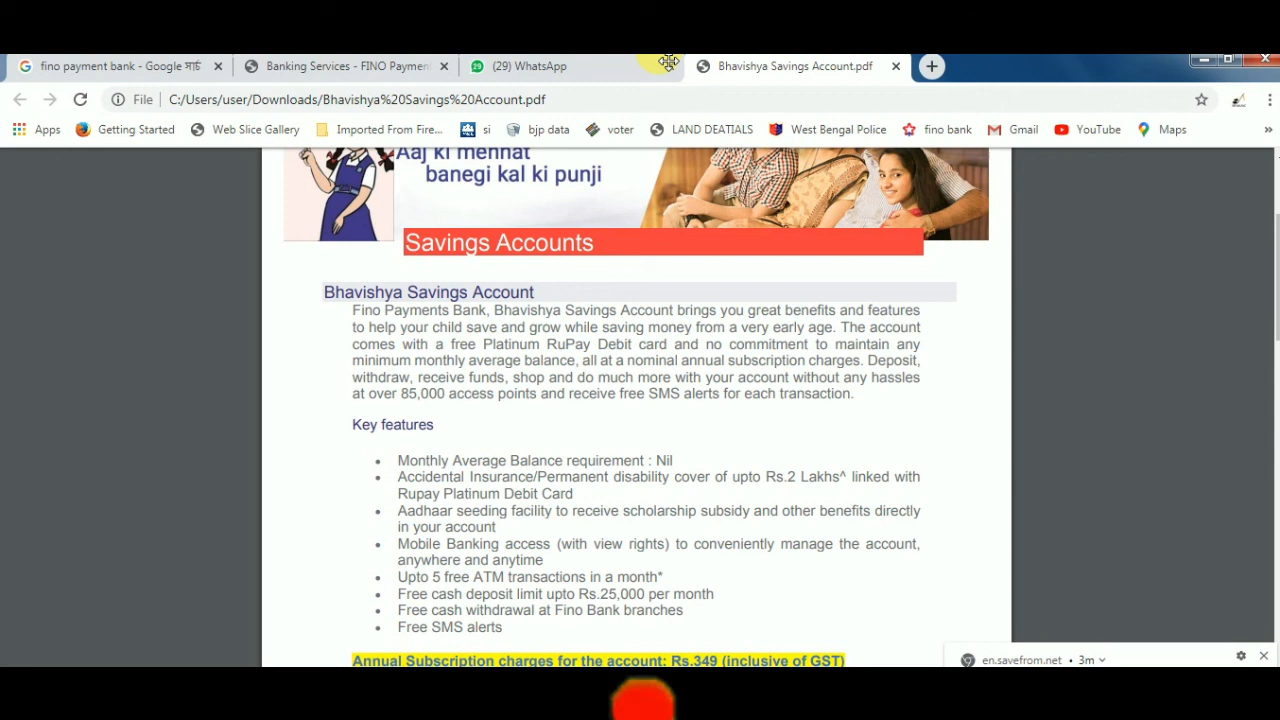 fino payment bank - Google সার্চ
Banking Services - FINO Paymen
(29) WhatsApp
Bhavishya Savings Account.pdf
File
C:/Users/user/Downloads/Bhavishya%20Savings%20Account.pdf
Apps
Getting Started
Web Slice Gallery
Imported From Fire...
si
bjp data
voter
LAND DEATIALS
West Bengal Police
fino bank
Gmail
YouTube
Maps
»
Aaj ki mehnat
banegi kal ki punji
Savings Accounts
Bhavishya Savings Account
Fino Payments Bank, Bhavishya Savings Account brings you great benefits and features
to help your child save and grow while saving money from a very early age. The account
comes with a free Platinum RuPay Debit card and no commitment to maintain any
minimum monthly average balance, all at a nominal annual subscription charges. Deposit,
withdraw, receive funds, shop and do much more with your account without any hassles
at over 85,000 access points and receive free SMS alerts for each transaction.
Key features
• Monthly Average Balance requirement : Nil
• Accidental Insurance/Permanent disability cover of upto Rs.2 Lakhs^ linked with
Rupay Platinum Debit Card
• Aadhaar seeding facility to receive scholarship subsidy and other benefits directly
in your account
• Mobile Banking access (with view rights) to conveniently manage the account,
anywhere and anytime
• Upto 5 free ATM transactions in a month*
• Free cash deposit limit upto Rs.25,000 per month
• Free cash withdrawal at Fino Bank branches
• Free SMS alerts
Annual Subscription charges for the account: Rs.349 (inclusive of GST)
en.savefrom.net • 3m